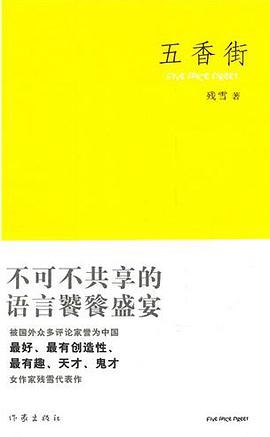 五香街
FIVE SPICE STREET
残雪 著
不可不共享的
语言饕餮盛宴
被国外众多评论家誉为中国
最好、最有创造性、
最有趣、天才、鬼才
女作家残雪代表作
作家出版社
FIVE SPICE STREET